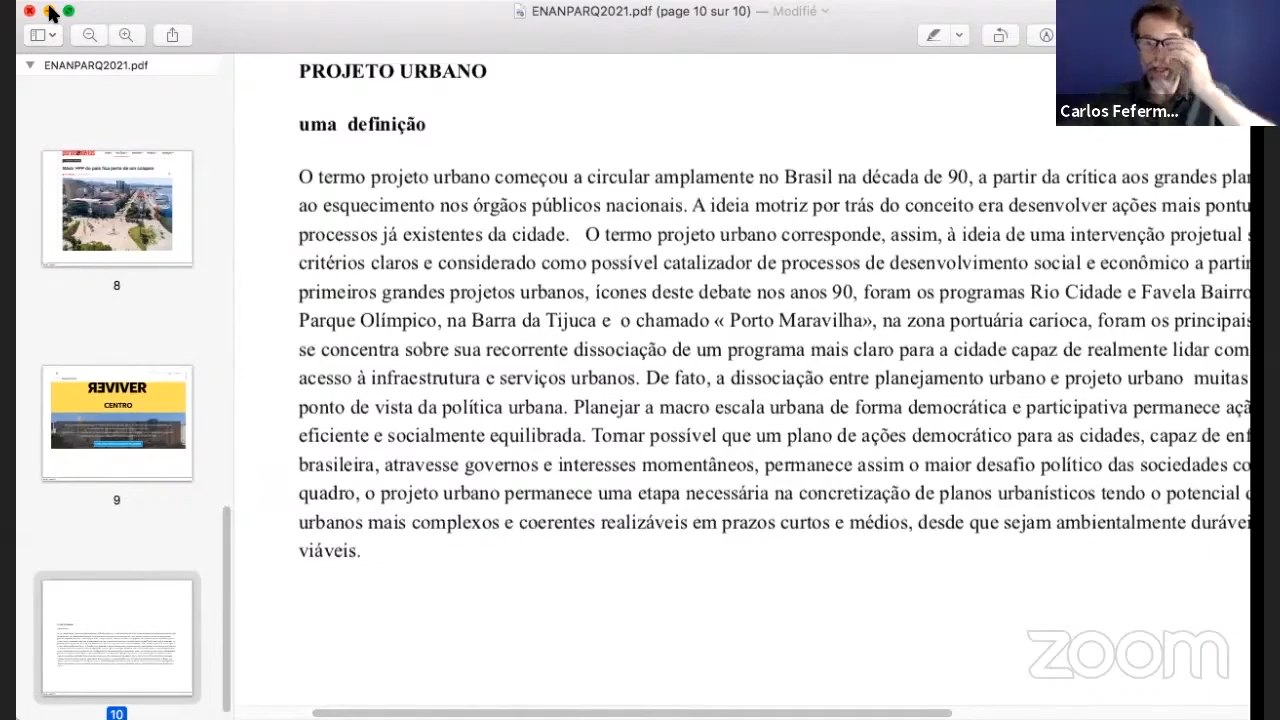 ENANPARQ2021.pdf (page 10 sur 10) — Modifié
ENANPARQ2021.pdf
8
ЯƎVIVER
CENTRO
9
10
PROJETO URBANO
uma definição
O termo projeto urbano começou a circular amplamente no Brasil na década de 90, a partir da crítica aos grandes plan
ao esquecimento nos órgãos públicos nacionais. A ideia motriz por trás do conceito era desenvolver ações mais pontu
processos já existentes da cidade. O termo projeto urbano corresponde, assim, à ideia de uma intervenção projetual s
critérios claros e considerado como possível catalizador de processos de desenvolvimento social e econômico a partir
primeiros grandes projetos urbanos, ícones deste debate nos anos 90, foram os programas Rio Cidade e Favela Bairro
Parque Olímpico, na Barra da Tijuca e o chamado « Porto Maravilha», na zona portuária carioca, foram os principais
se concentra sobre sua recorrente dissociação de um programa mais claro para a cidade capaz de realmente lidar com
acesso à infraestrutura e serviços urbanos. De fato, a dissociação entre planejamento urbano e projeto urbano muitas
ponto de vista da política urbana. Planejar a macro escala urbana de forma democrática e participativa permanece açã
eficiente e socialmente equilibrada. Tornar possível que um plano de ações democrático para as cidades, capaz de enf
brasileira, atravesse governos e interesses momentâneos, permanece assim o maior desafio político das sociedades co
quadro, o projeto urbano permanece uma etapa necessária na concretização de planos urbanísticos tendo o potencial d
urbanos mais complexos e coerentes realizáveis em prazos curtos e médios, desde que sejam ambientalmente durávei
viáveis.
Carlos Feferm...
zoom